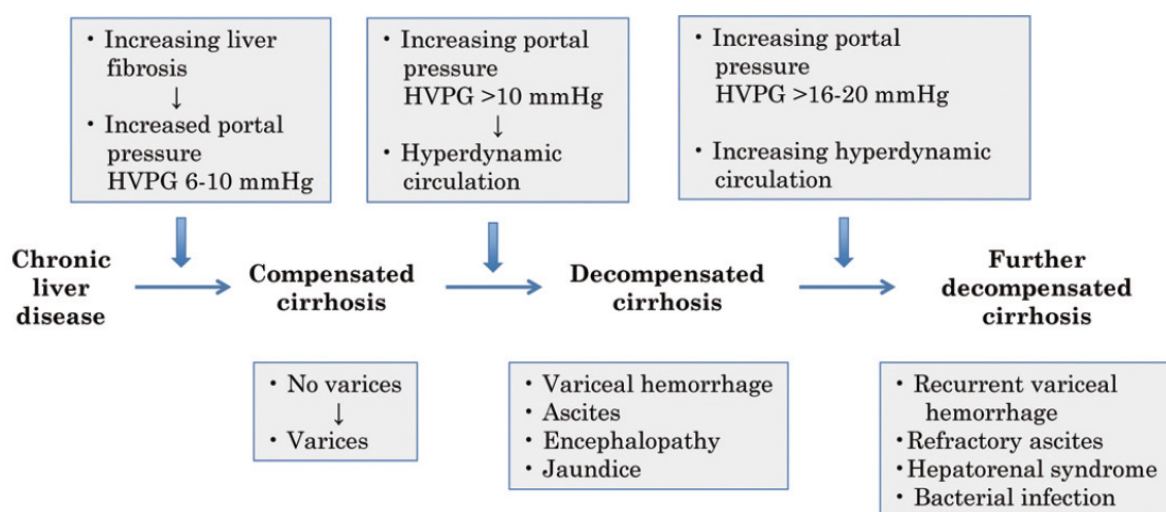 • Increasing liver
fibrosis
↓
• Increased portal
pressure
HVPG 6-10 mmHg
• Increasing portal
pressure
HVPG >10 mmHg
↓
• Hyperdynamic
circulation
• Increasing portal
pressure
HVPG >16-20 mmHg
• Increasing hyperdynamic
circulation
Chronic
liver
disease
Compensated
cirrhosis
Decompensated
cirrhosis
Further
decompensated
cirrhosis
• No varices
↓
• Varices
• Variceal hemorrhage
• Ascites
• Encephalopathy
• Jaundice
• Recurrent variceal
hemorrhage
•Refractory ascites
•Hepatorenal syndrome
• Bacterial infection